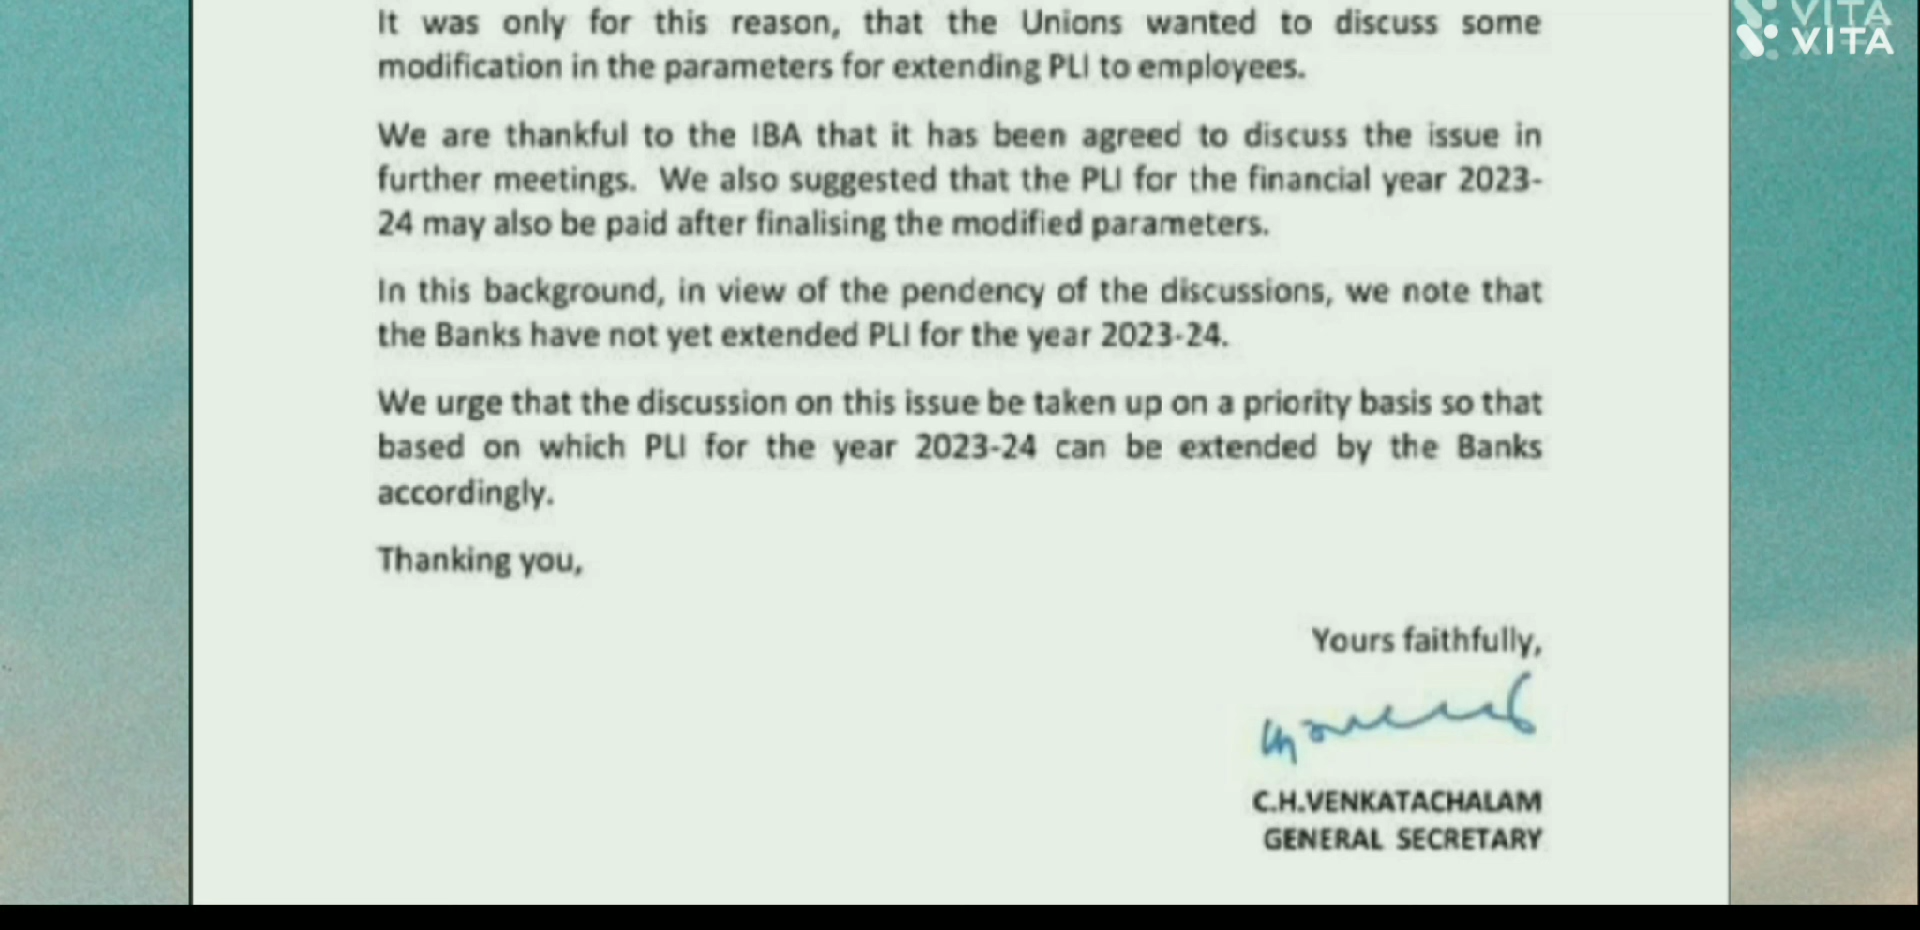 It was only for this reason, that the Unions wanted to discuss some
modification in the parameters for extending PLI to employees.
We are thankful to the IBA that it has been agreed to discuss the issue in
further meetings. We also suggested that the PLI for the financial year 2023-
24 may also be paid after finalising the modified parameters.
In this background, in view of the pendency of the discussions, we note that
the Banks have not yet extended PLI for the year 2023-24.
We urge that the discussion on this issue be taken up on a priority basis so that
based on which PLI for the year 2023-24 can be extended by the Banks
accordingly.
Thanking you,
Yours faithfully,
C.H.VENKATACHALAM
GENERAL SECRETARY
VITA
VITA